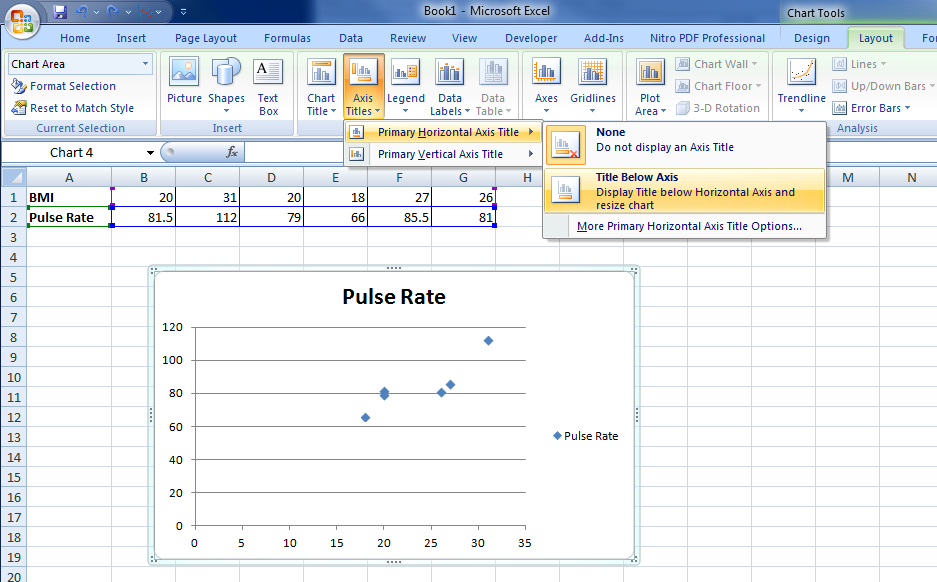 Book1 - Microsoft Excel
Chart Tools
Home Insert Page Layout Formulas Data Review View Developer Add-Ins Nitro PDF Professional Design Layout Fo
Chart Area
Format Selection
Reset to Match Style
Current Selection
Picture Shapes Text Box
Insert
Chart Title
Axis Titles
Legend
Data Labels
Data Table
Axes
Gridlines
Plot Area
Chart Wall
Chart Floor
3-D Rotation
Trendline
Lines
Up/Down Bars
Error Bars
Analysis
Primary Horizontal Axis Title
Primary Vertical Axis Title
None
Do not display an Axis Title
Title Below Axis
Display Title below Horizontal Axis and
resize chart
More Primary Horizontal Axis Title Options...
Chart 4 fx
A B C D E F G H M N
1 BMI 20 31 20 18 27 26
2 Pulse Rate 81.5 112 79 66 85.5 81
3
4
5
6
7
8
9
10
11
12
13
14
15
16
17
18
19
20
Pulse Rate
120
100
80
60
40
20
0
0 5 10 15 20 25 30 35
Pulse Rate